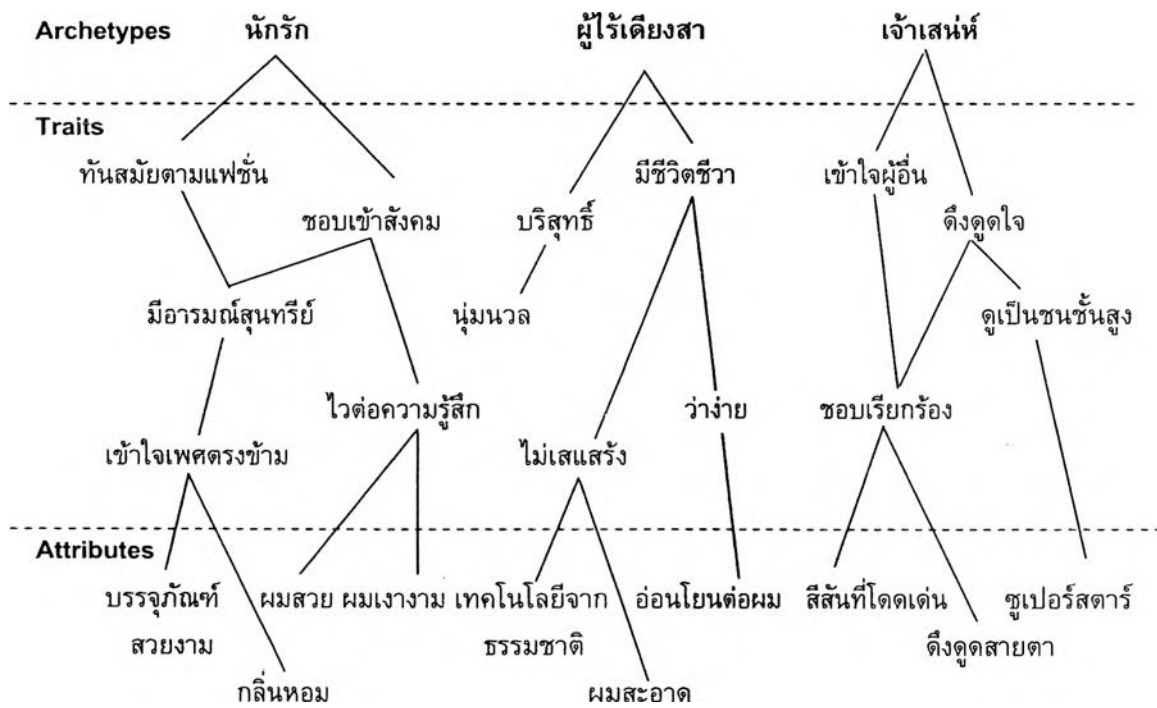 Archetypes นักรัก ผู้ไร้เดียงสา เจ้าเสน่ห์
Traits
ทันสมัยตามแฟชั่น มีชีวิตชีวา เข้าใจผู้อื่น
ชอบเข้าสังคม บริสุทธิ์ ดึงดูดใจ
มีอารมณ์สุนทรีย์ นุ่มนวล ดูเป็นชนชั้นสูง
ไวต่อความรู้สึก ว่าง่าย ชอบเรียกร้อง
เข้าใจเพศตรงข้าม ไม่เสแสร้ง
Attributes
บรรจุภัณฑ์ ผมสวย ผมเงางาม เทคโนโลยีจาก อ่อนโยนต่อผม สีสันที่โดดเด่น ซูเปอร์สตาร์
สวยงาม ธรรมชาติ ดึงดูดสายตา
กลิ่นหอม ผมสะอาด